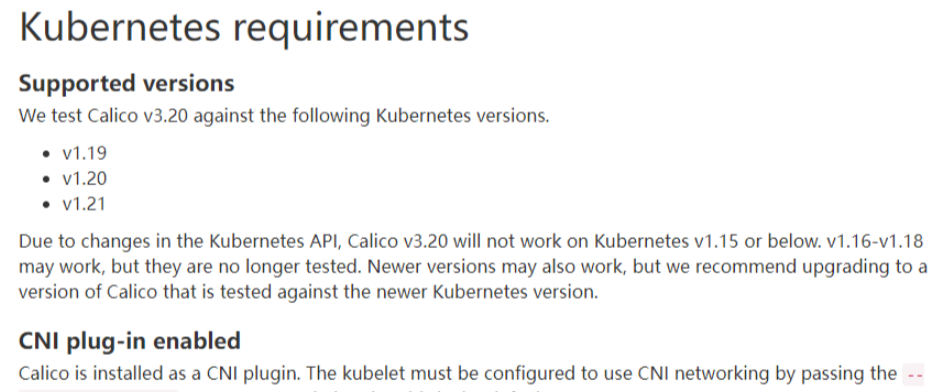 Kubernetes requirements
Supported versions
We test Calico v3.20 against the following Kubernetes versions.
• v1.19
• v1.20
• v1.21
Due to changes in the Kubernetes API, Calico v3.20 will not work on Kubernetes v1.15 or below. v1.16-v1.18
may work, but they are no longer tested. Newer versions may also work, but we recommend upgrading to a
version of Calico that is tested against the newer Kubernetes version.
CNI plug-in enabled
Calico is installed as a CNI plugin. The kubelet must be configured to use CNI networking by passing the --